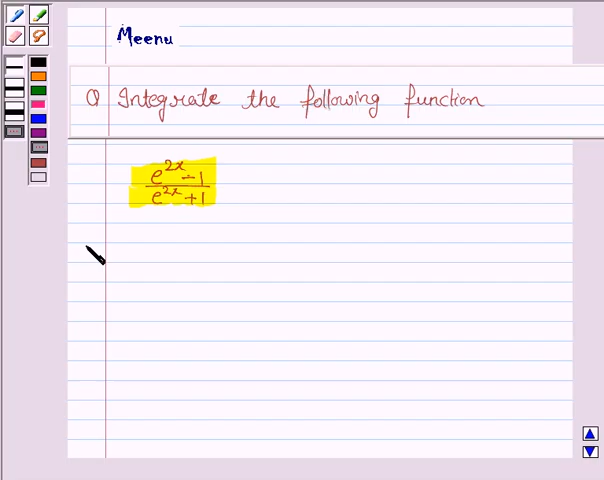 Meenu
Q Integrate the following function
e^2x - 1
e^2x + 1